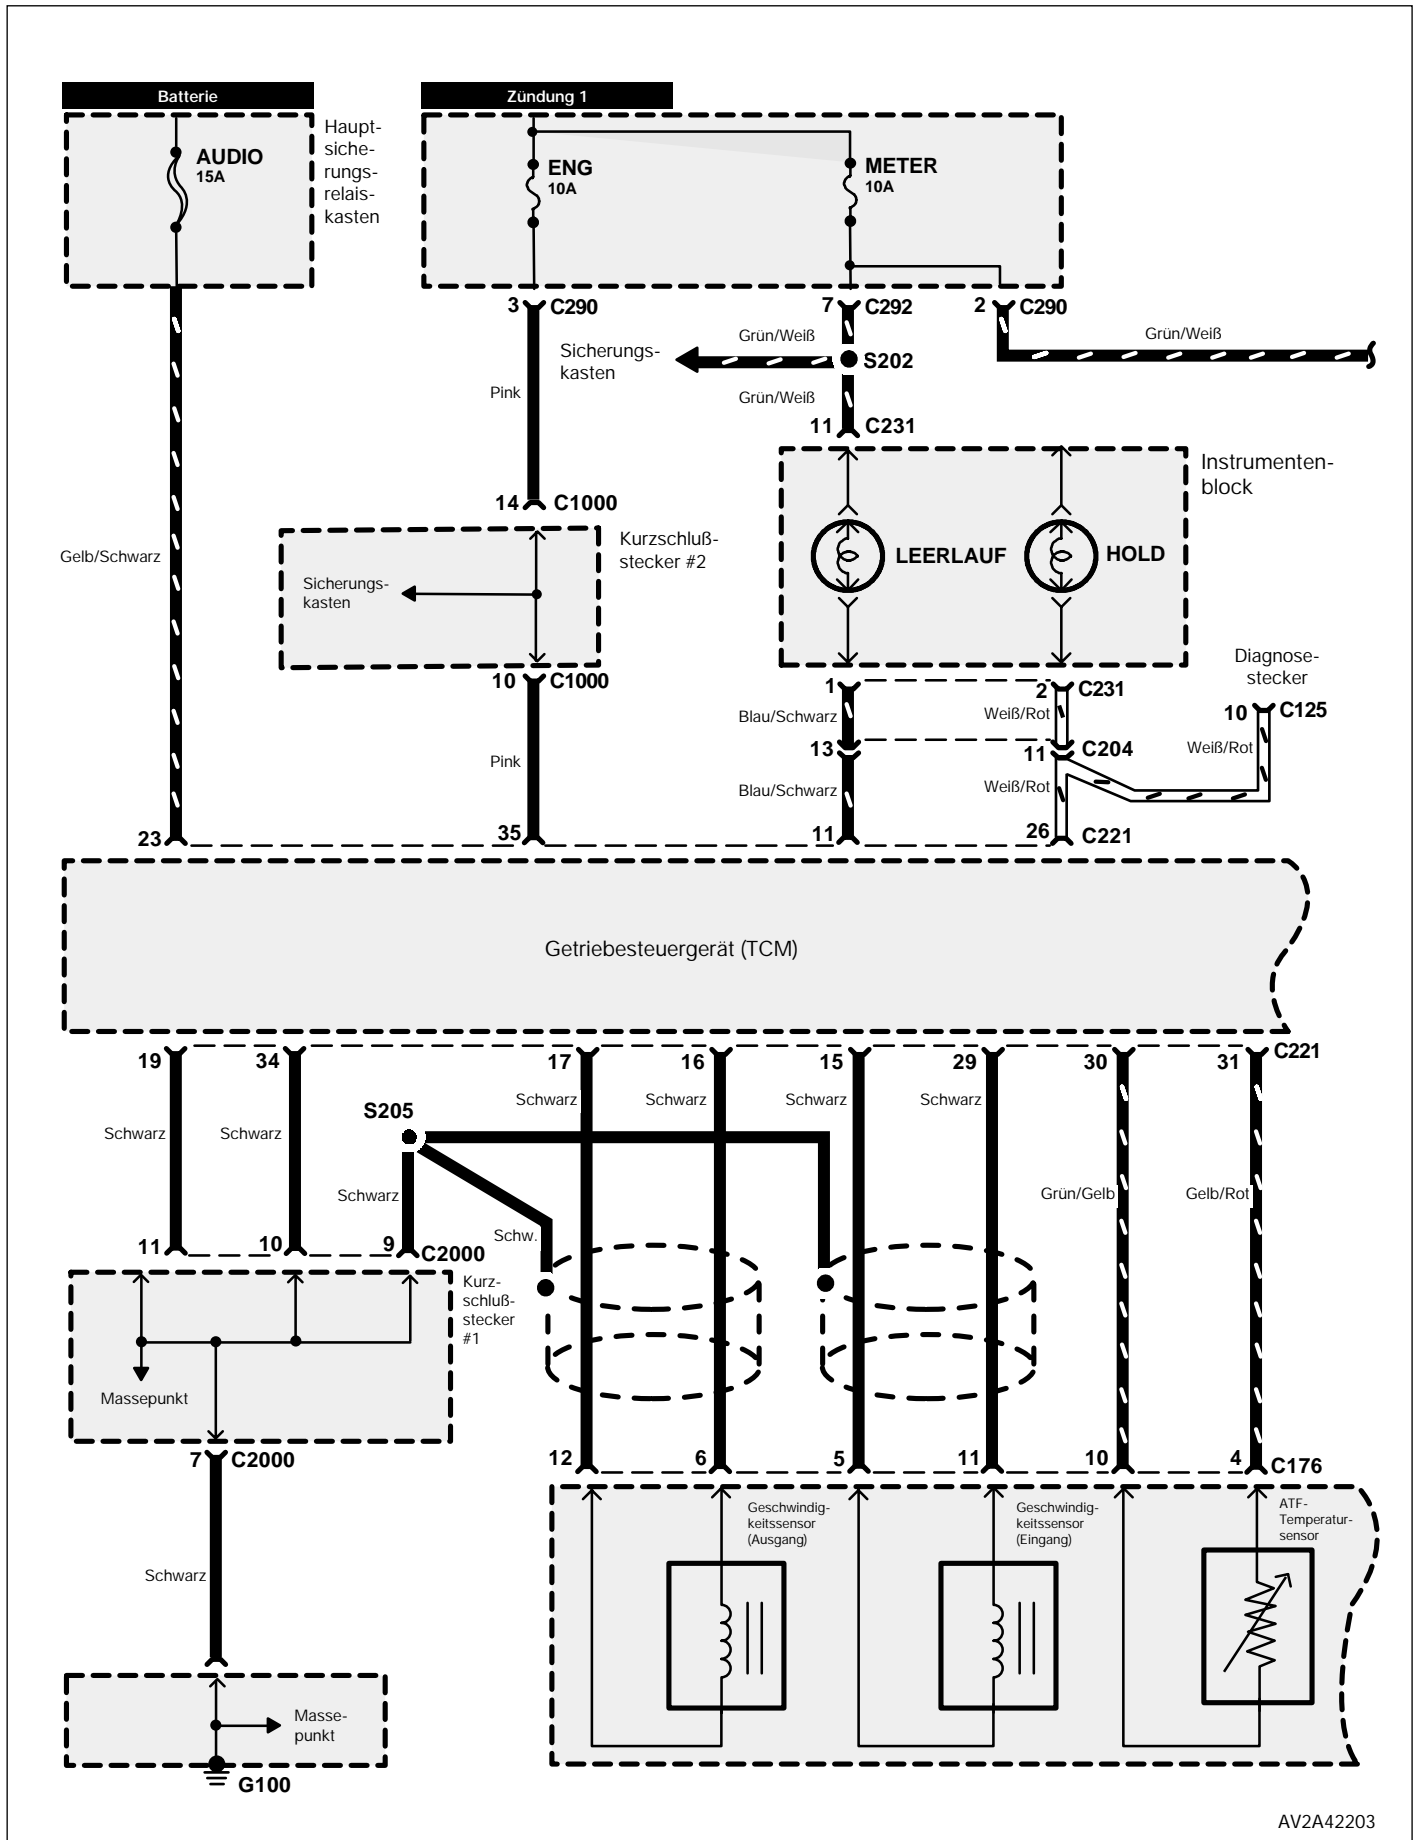 Batterie
Zündung 1
AUDIO
15A
Haupt-
siche-
rungs-
relais-
kasten
ENG
10A
METER
10A
3
C290
7
C292
2
C290
Grün/Weiß
Grün/Weiß
Sicherungs-
kasten
S202
Pink
Grün/Weiß
11
C231
Instrumenten-
block
14
C1000
Kurzschluß-
stecker #2
Gelb/Schwarz
Sicherungs-
kasten
LEERLAUF
HOLD
10
C1000
Diagnose-
stecker
1
2
C231
10
C125
Blau/Schwarz
Weiß/Rot
13
11
C204
Weiß/Rot
Pink
Blau/Schwarz
Weiß/Rot
23
35
11
26
C221
Getriebesteuergerät (TCM)
19
34
17
16
15
29
30
31
C221
Schwarz
Schwarz
Schwarz
Schwarz
S205
Schwarz
Schwarz
Schwarz
Grün/Gelb
Gelb/Rot
Schw.
11
10
9
C2000
Kurz-
schluß-
stecker
#1
Massepunkt
7
C2000
12
6
5
11
10
4
C176
Geschwindig-
keitssensor
(Ausgang)
Geschwindig-
keitssensor
(Eingang)
ATF-
Temperatur-
sensor
Schwarz
Masse-
punkt
G100
AV2A42203